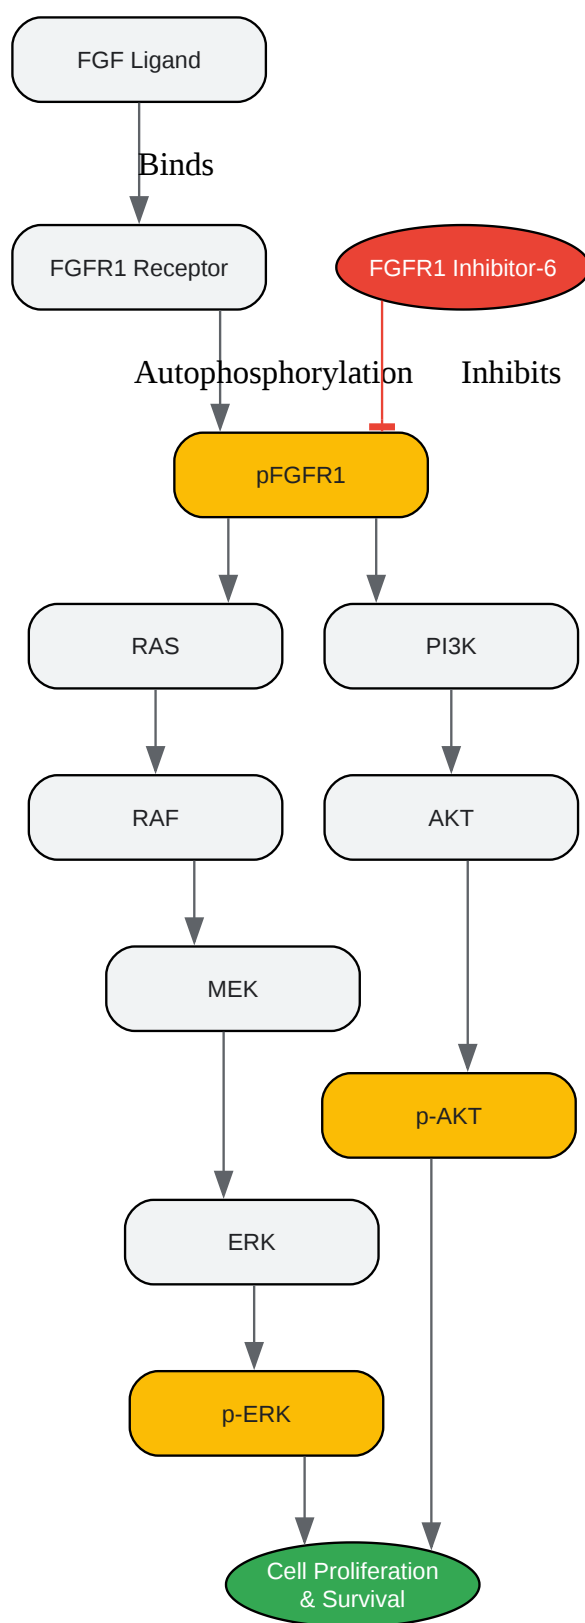 FGF Ligand
Binds
FGFR1 Receptor
FGFR1 Inhibitor-6
Autophosphorylation
Inhibits
pFGFR1
RAS
PI3K
RAF
AKT
MEK
p-AKT
ERK
p-ERK
Cell Proliferation
& Survival